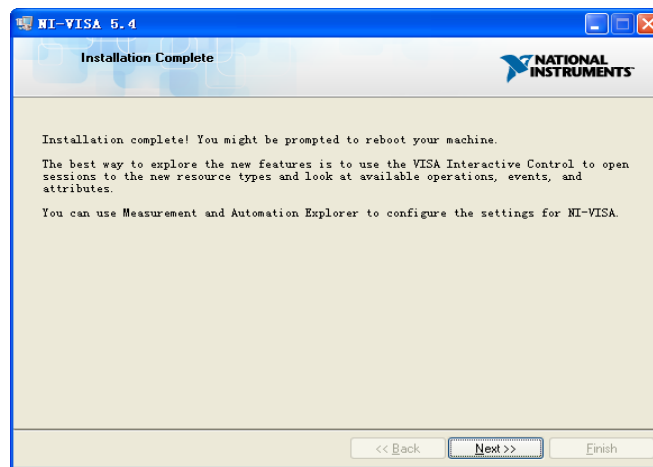 NI-VISA 5.4
Installation Complete
NATIONAL
INSTRUMENTS™
Installation complete! You might be prompted to reboot your machine.
The best way to explore the new features is to use the VISA Interactive Control to open
sessions to the new resource types and look at available operations, events, and
attributes.
You can use Measurement and Automation Explorer to configure the settings for NI-VISA.
<< Back Next >> Finish